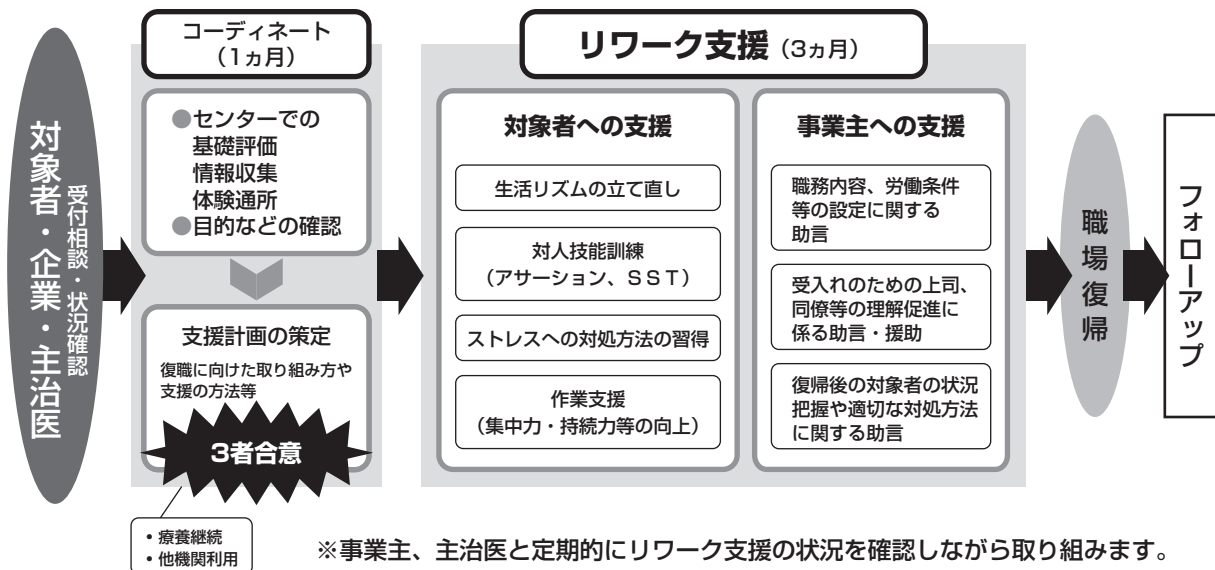 対象者・企業・主治医
受付相談・状況確認
コーディネート
（1ヵ月）
●センターでの
基礎評価
情報収集
体験通所
●目的などの確認
支援計画の策定
復職に向けた取り組み方や
支援の方法等
3者合意
・療養継続
・他機関利用
リワーク支援（3ヵ月）
対象者への支援
生活リズムの立て直し
対人技能訓練
（アサーション、ＳＳＴ）
ストレスへの対処方法の習得
作業支援
（集中力・持続力等の向上）
事業主への支援
職務内容、労働条件
等の設定に関する
助言
受入れのための上司、
同僚等の理解促進に
係る助言・援助
復帰後の対象者の状況
把握や適切な対処方法
に関する助言
職場復帰
フォローアップ
※事業主、主治医と定期的にリワーク支援の状況を確認しながら取り組みます。